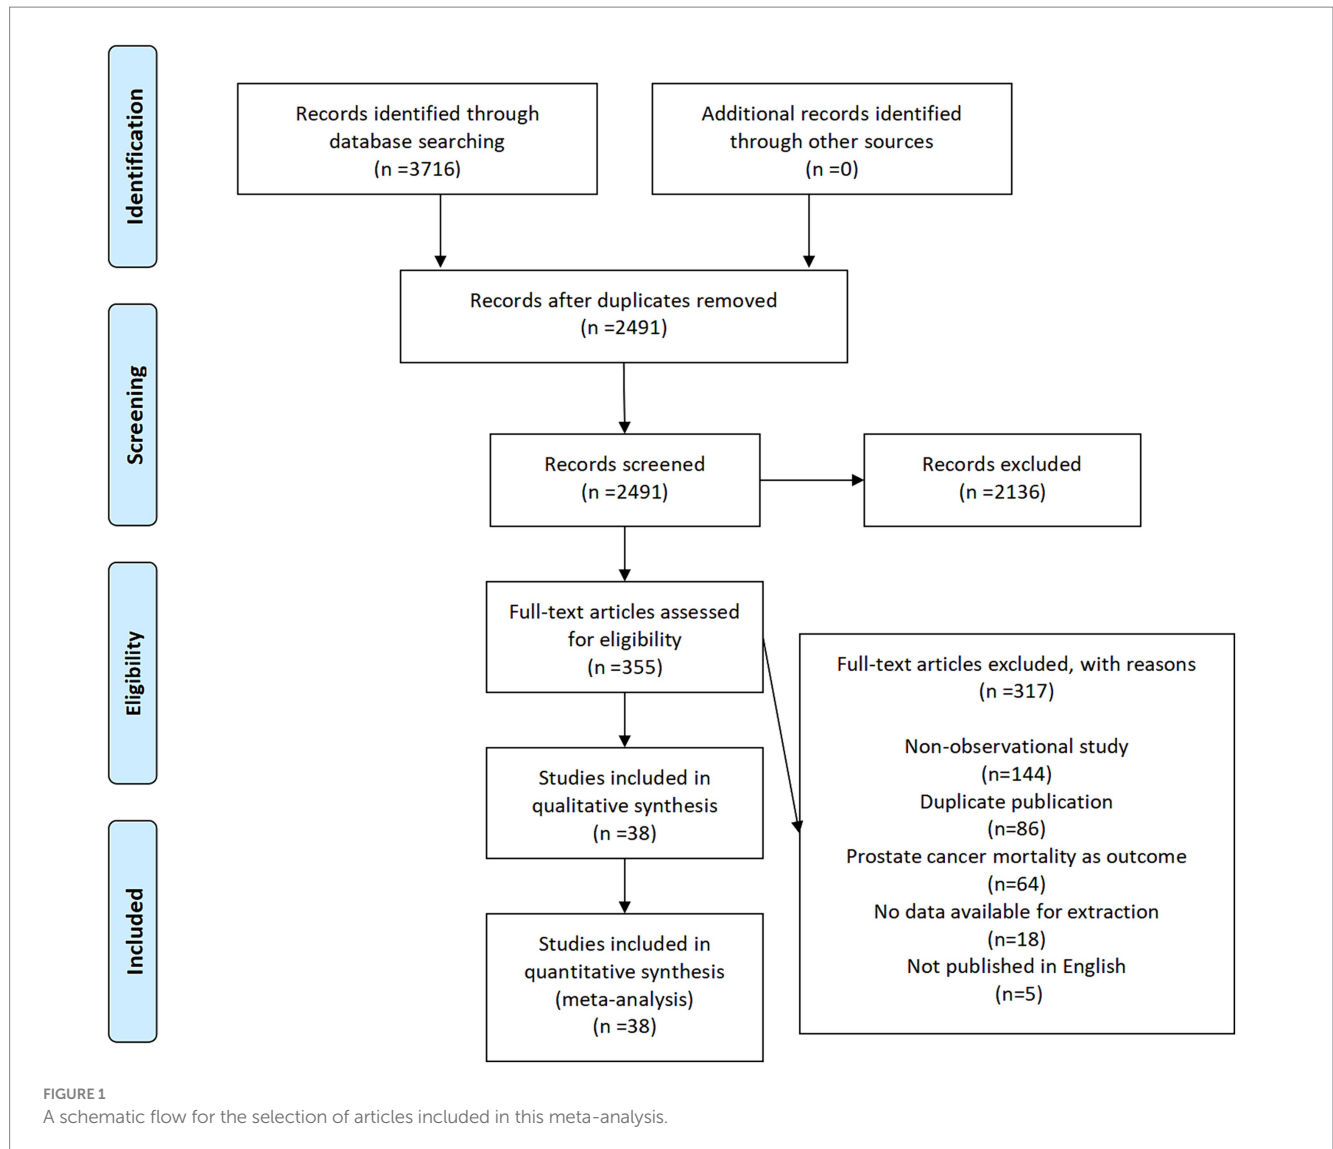 Identification
Records identified through
database searching
(n =3716)
Additional records identified
through other sources
(n =0)
Records after duplicates removed
(n =2491)
Screening
Records screened
(n =2491)
Records excluded
(n =2136)
Eligibility
Full-text articles assessed
for eligibility
(n =355)
Full-text articles excluded, with reasons
(n =317)
Non-observational study
(n=144)
Duplicate publication
(n=86)
Prostate cancer mortality as outcome
(n=64)
No data available for extraction
(n=18)
Not published in English
(n=5)
Studies included in
qualitative synthesis
(n =38)
Included
Studies included in
quantitative synthesis
(meta-analysis)
(n =38)
FIGURE 1
A schematic flow for the selection of articles included in this meta-analysis.